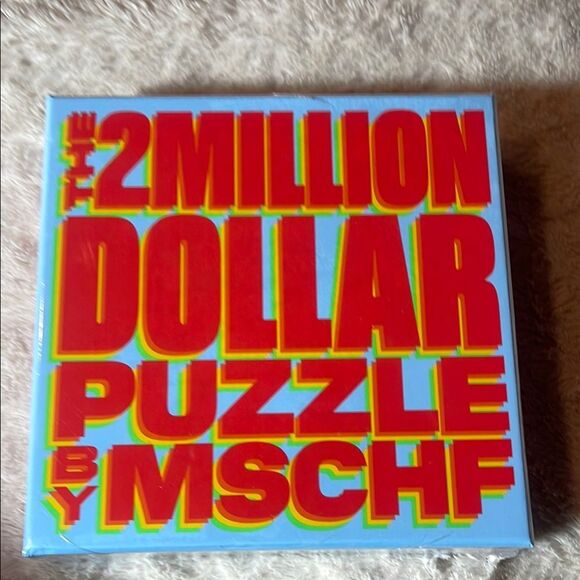 THE 2MILLION
DOLLAR
PUZZLE
BY MSCHF